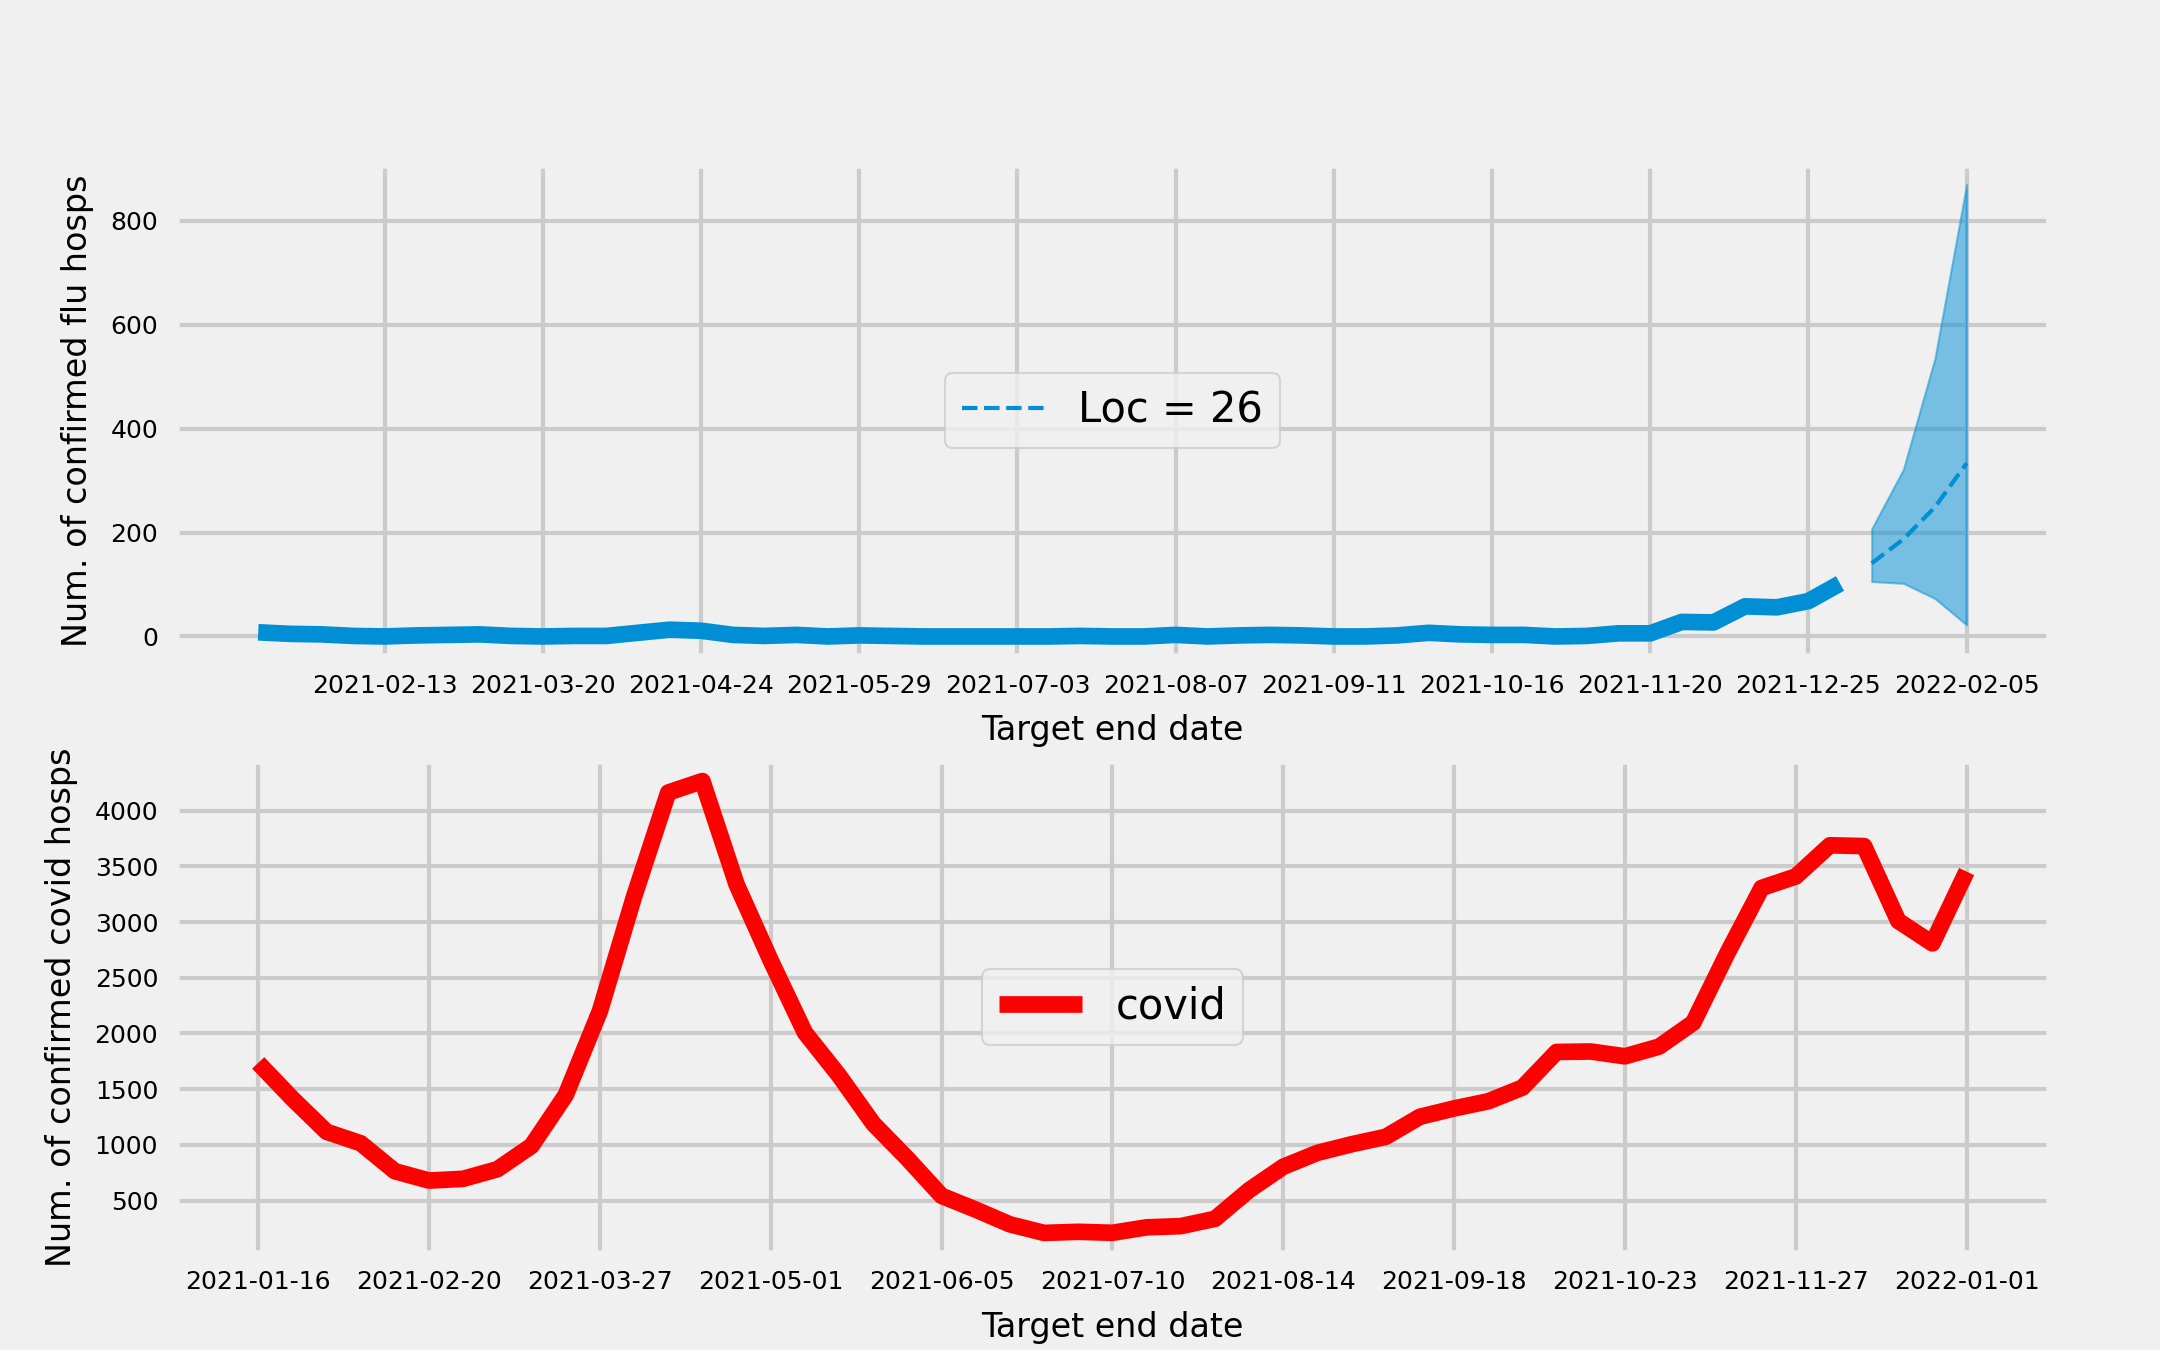 Num. of confirmed flu hosps
800
600
400
200
0
Loc = 26
2021-02-13 2021-03-20 2021-04-24 2021-05-29 2021-07-03 2021-08-07 2021-09-11 2021-10-16 2021-11-20 2021-12-25 2022-02-05
Target end date
Num. of confirmed covid hosps
4000
3500
3000
2500
2000
1500
1000
500
covid
2021-01-16 2021-02-20 2021-03-27 2021-05-01 2021-06-05 2021-07-10 2021-08-14 2021-09-18 2021-10-23 2021-11-27 2022-01-01
Target end date